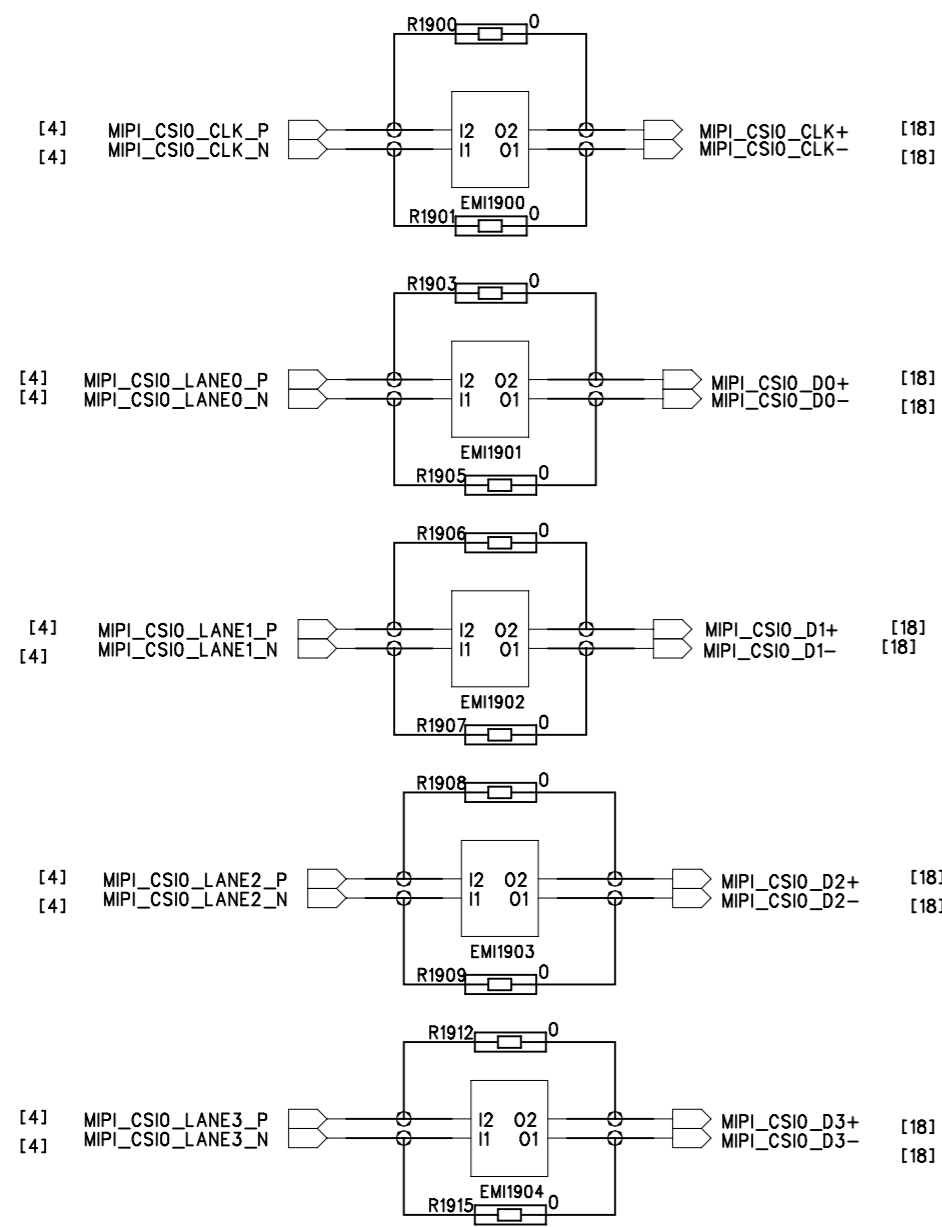 R1900 0
[4] MIPI_CSI0_CLK_P I2 O2 MIPI_CSI0_CLK+ [18]
[4] MIPI_CSI0_CLK_N I1 O1 MIPI_CSI0_CLK- [18]
EMI1900
R1901 0
R1903 0
[4] MIPI_CSI0_LANE0_P I2 O2 MIPI_CSI0_D0+ [18]
[4] MIPI_CSI0_LANE0_N I1 O1 MIPI_CSI0_D0- [18]
EMI1901
R1905 0
R1906 0
[4] MIPI_CSI0_LANE1_P I2 O2 MIPI_CSI0_D1+ [18]
[4] MIPI_CSI0_LANE1_N I1 O1 MIPI_CSI0_D1- [18]
EMI1902
R1907 0
R1908 0
[4] MIPI_CSI0_LANE2_P I2 O2 MIPI_CSI0_D2+ [18]
[4] MIPI_CSI0_LANE2_N I1 O1 MIPI_CSI0_D2- [18]
EMI1903
R1909 0
R1912 0
[4] MIPI_CSI0_LANE3_P I2 O2 MIPI_CSI0_D3+ [18]
[4] MIPI_CSI0_LANE3_N I1 O1 MIPI_CSI0_D3- [18]
EMI1904
R1915 0